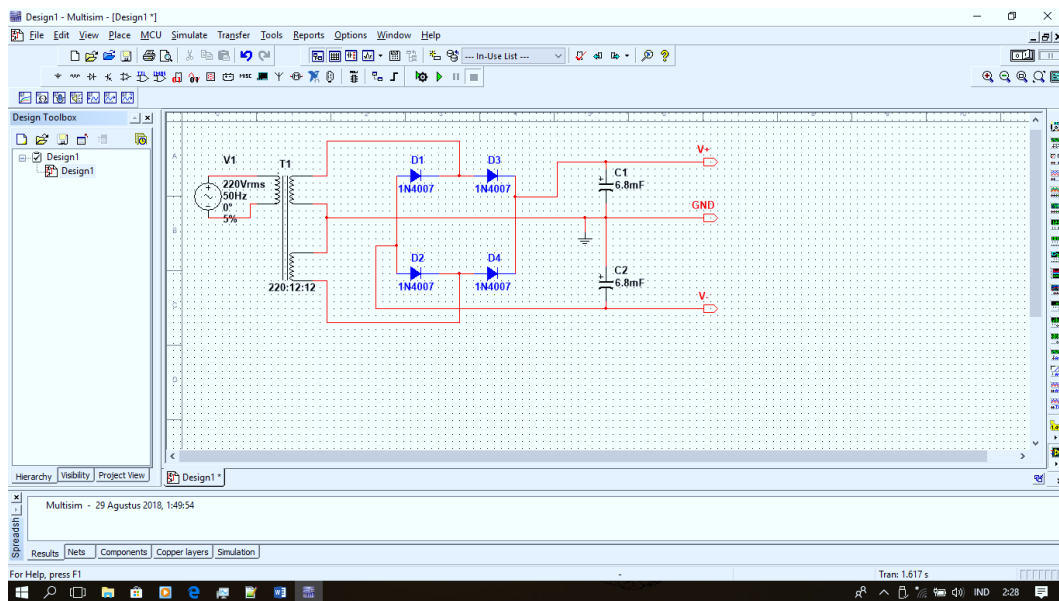 Design1 - Multisim - [Design1 *]
File Edit View Place MCU Simulate Transfer Tools Reports Options Window Help
--- In-Use List ---
MISC
Design Toolbox
Design1
Design1
A
B
C
D
V1
220Vrms
50Hz
0°
5%
T1
220:12:12
D1
1N4007
D3
1N4007
D2
1N4007
D4
1N4007
C1
6.8mF
C2
6.8mF
V+
GND
V-
Hierarchy Visibility Project View
Design1 *
Multisim - 29 Agustus 2018, 1:49:54
Spreadsh
Results Nets Components Copper layers Simulation
For Help, press F1
-
Tran: 1.617 s
IND 2:28